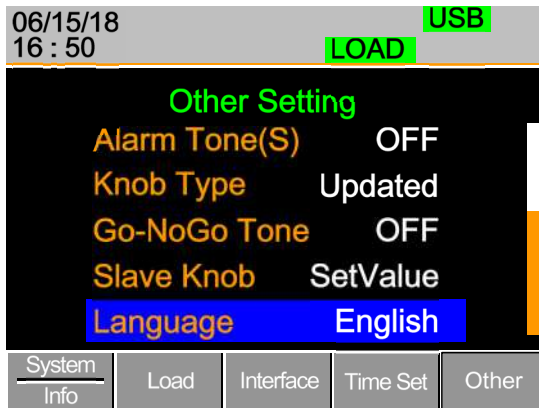 06/15/18 USB
16 : 50 LOAD
Other Setting
Alarm Tone(S) OFF
Knob Type Updated
Go-NoGo Tone OFF
Slave Knob SetValue
Language English
System Info Load Interface Time Set Other